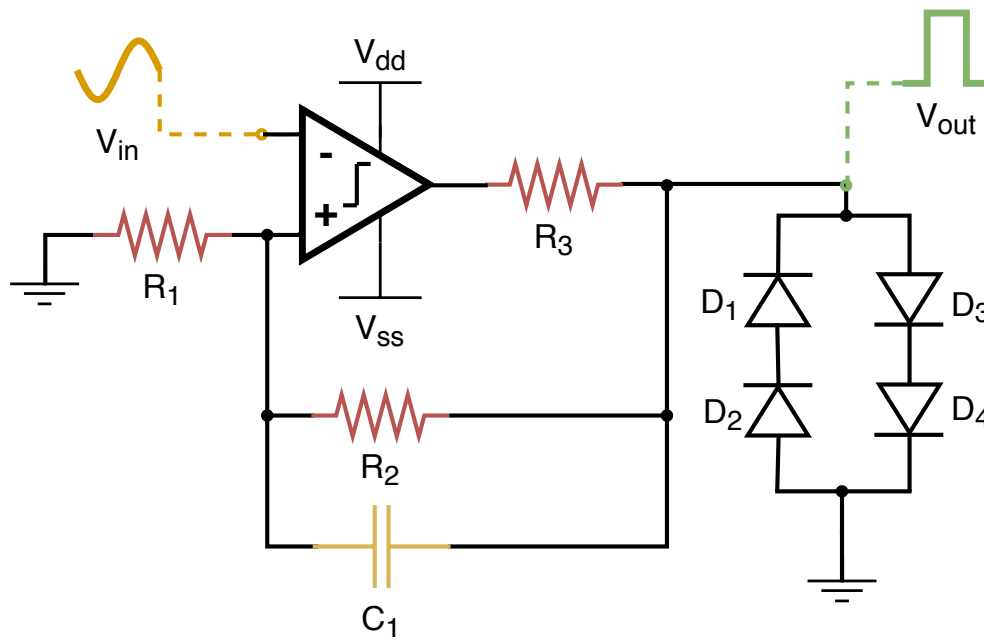 Vdd
Vin
Vout
-
+
R1
R3
Vss
D1
D3
D2
D4
R2
C1